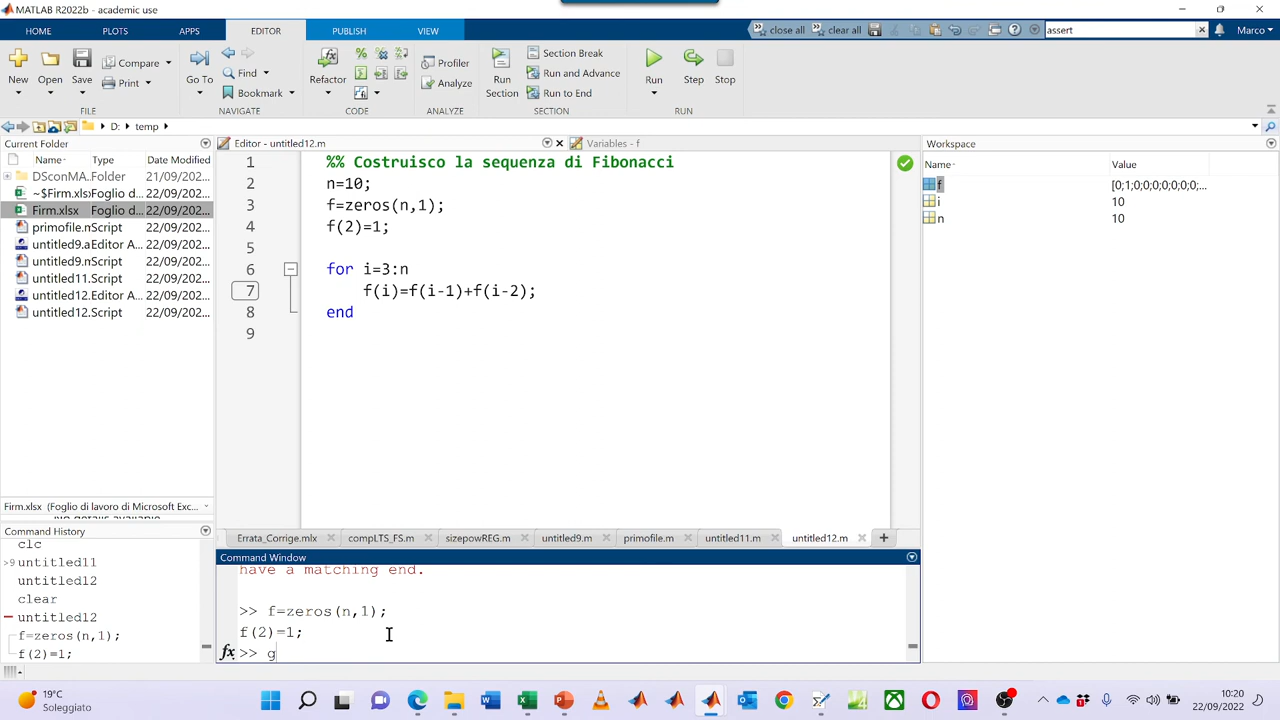 MATLAB R2022b - academic use
HOME PLOTS APPS EDITOR PUBLISH VIEW
close all clear all assert Marco
New Open Save Compare Print
Go To Find Bookmark
Refactor
Profiler Analyze
Run Section Section Break Run and Advance Run to End
Run Step Stop
FILE NAVIGATE CODE ANALYZE SECTION RUN
D: temp
Current Folder
Name Type Date Modified
DSconMA... Folder 21/09/202...
~$Firm.xlsx Foglio d... 22/09/202...
Firm.xlsx Foglio d... 22/09/202...
primofile.m Script 22/09/202...
untitled9.a Editor A... 22/09/202...
untitled9.m Script 22/09/202...
untitled11. Script 22/09/202...
untitled12. Editor A... 22/09/202...
untitled12. Script 22/09/202...
Firm.xlsx (Foglio di lavoro di Microsoft Exc...
Command History
clc
untitled11
untitled12
clear
untitled12
f=zeros(n,1);
f(2)=1;
Editor - untitled12.m Variables - f
1 %% Costruisco la sequenza di Fibonacci
2 n=10;
3 f=zeros(n,1);
4 f(2)=1;
5
6 for i=3:n
7 f(i)=f(i-1)+f(i-2);
8 end
9
Errata_Corrige.mlx compLTS_FS.m sizepowREG.m untitled9.m primofile.m untitled11.m untitled12.m
Command Window
have a matching end.
>> f=zeros(n,1);
f(2)=1;
fx >> g
Workspace
Name Value
f [0;1;0;0;0;0;0;0;...
i 10
n 10
19°C
Soleggiato
10:20
22/09/2022